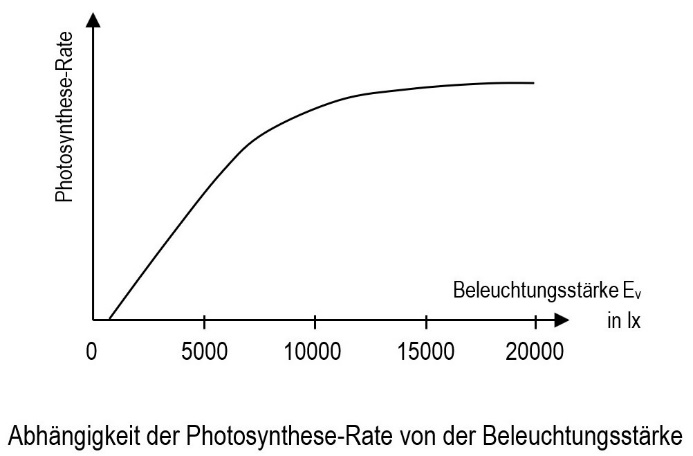 Photosynthese-Rate
Beleuchtungsstärke Eᵥ
in lx
0 5000 10000 15000 20000
Abhängigkeit der Photosynthese-Rate von der Beleuchtungsstärke